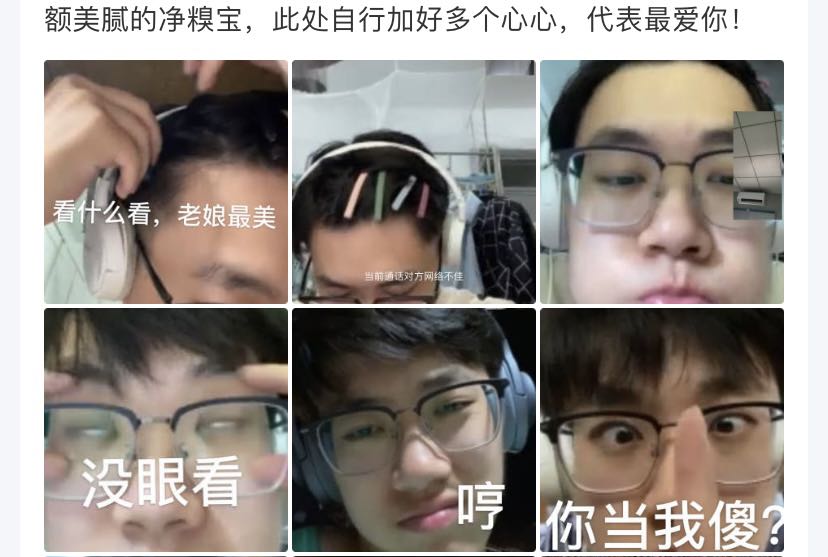 额美腻的净糗宝，此处自行加好多个心心，代表最爱你！
看什么看，老娘最美
当前通话对方网络不佳
没眼看
哼
你当我傻?